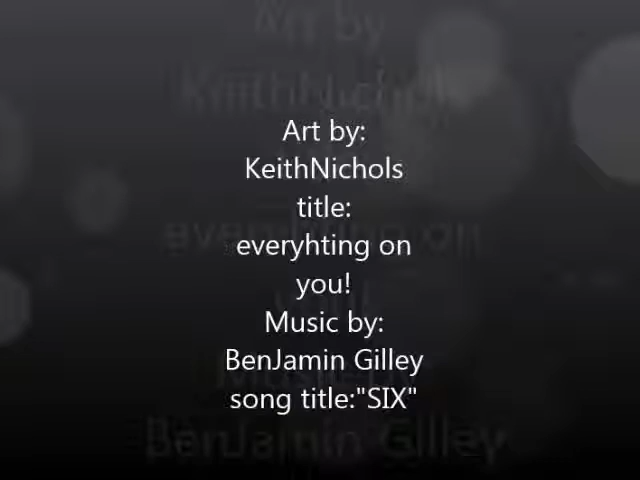 Art by:
KeithNichols
title:
everyhting on
you!
Music by:
BenJamin Gilley
song title:"SIX"